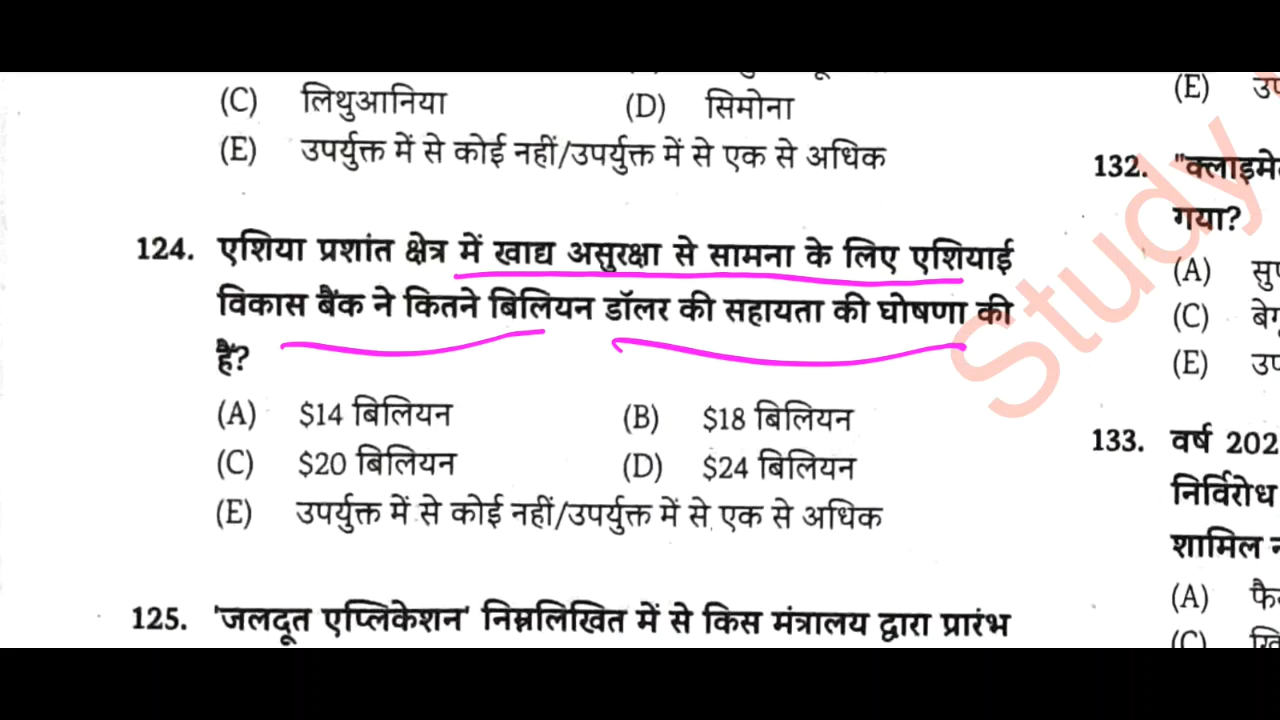 (C) लिथुआनिया (D) सिमोना
(E) उपर्युक्त में से कोई नहीं/उपर्युक्त में से एक से अधिक
124. एशिया प्रशांत क्षेत्र में खाद्य असुरक्षा से सामना के लिए एशियाई
विकास बैंक ने कितने बिलियन डॉलर की सहायता की घोषणा की
है?
(A) $14 बिलियन (B) $18 बिलियन
(C) $20 बिलियन (D) $24 बिलियन
(E) उपर्युक्त में से कोई नहीं/उपर्युक्त में से एक से अधिक
125. 'जलदूत एप्लिकेशन' निम्नलिखित में से किस मंत्रालय द्वारा प्रारंभ
(E)
132.
गया?
(A)
(C)
(E)
133. वर्ष 202
निर्विरोध
शामिल
(A)
(C)
Study